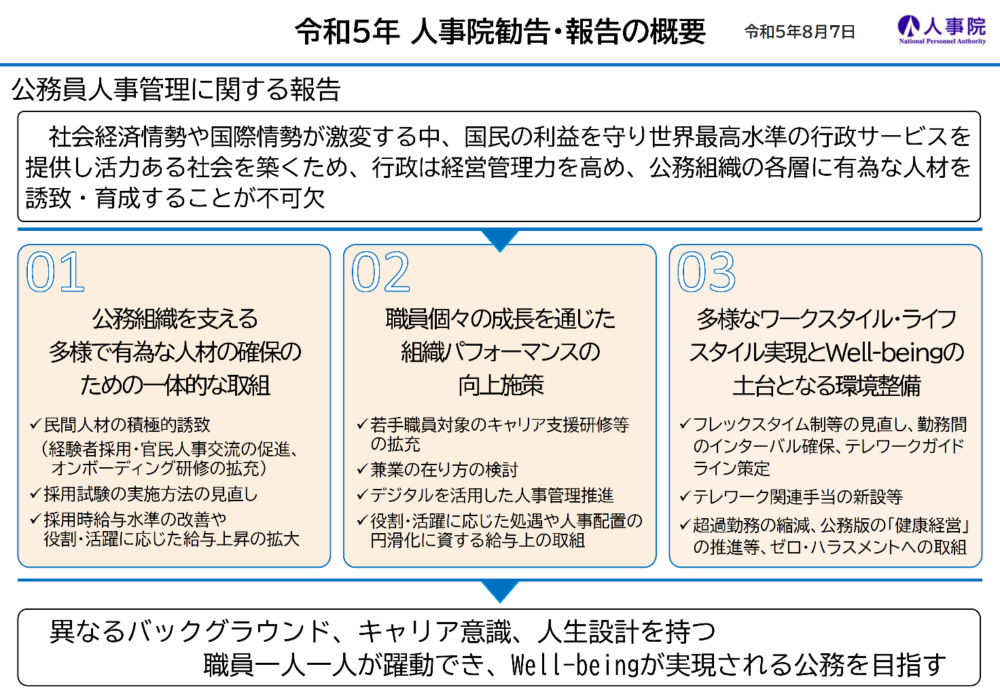 令和5年 人事院勧告・報告の概要
令和5年8月7日
人事院
National Personnel Authority
公務員人事管理に関する報告
社会経済情勢や国際情勢が激変する中、国民の利益を守り世界最高水準の行政サービスを
提供し活力ある社会を築くため、行政は経営管理力を高め、公務組織の各層に有為な人材を
誘致・育成することが不可欠
01
公務組織を支える
多様で有為な人材の確保の
ための一体的な取組
✓民間人材の積極的誘致
（経験者採用・官民人事交流の促進、
オンボーディング研修の拡充）
✓採用試験の実施方法の見直し
✓採用時給与水準の改善や
役割・活躍に応じた給与上昇の拡大
02
職員個々の成長を通じた
組織パフォーマンスの
向上施策
✓若手職員対象のキャリア支援研修等
の拡充
✓兼業の在り方の検討
✓デジタルを活用した人事管理推進
✓役割・活躍に応じた処遇や人事配置の
円滑化に資する給与上の取組
03
多様なワークスタイル・ライフ
スタイル実現とWell-beingの
土台となる環境整備
✓フレックスタイム制等の見直し、勤務間
のインターバル確保、テレワークガイド
ライン策定
✓テレワーク関連手当の新設等
✓超過勤務の縮減、公務版の「健康経営」
の推進等、ゼロ・ハラスメントへの取組
異なるバックグラウンド、キャリア意識、人生設計を持つ
職員一人一人が躍動でき、Well-beingが実現される公務を目指す